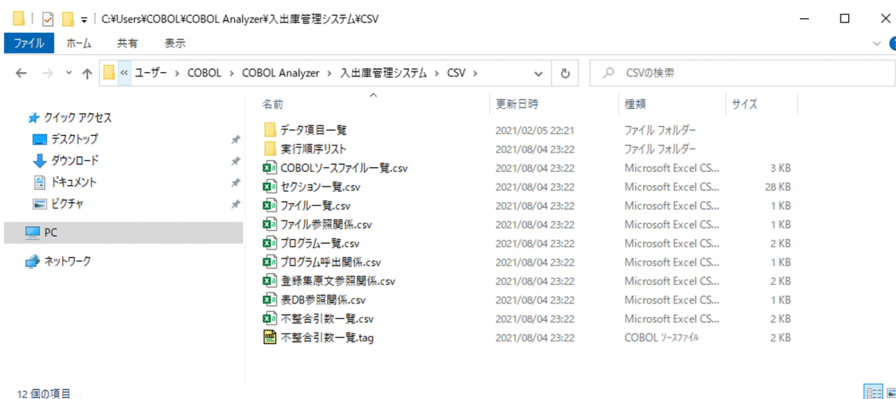 C:¥Users¥COBOL¥COBOL Analyzer¥入出庫管理システム¥CSV
ファイル ホーム 共有 表示
« ユーザー › COBOL › COBOL Analyzer › 入出庫管理システム › CSV ›
CSVの検索
名前 更新日時 種類 サイズ
クイック アクセス
デスクトップ
ダウンロード
ドキュメント
ピクチャ
PC
ネットワーク
データ項目一覧 2021/02/05 22:21 ファイル フォルダー
実行順序リスト 2021/08/04 23:22 ファイル フォルダー
COBOLソースファイル一覧.csv 2021/08/04 23:22 Microsoft Excel CS... 3 KB
セクション一覧.csv 2021/08/04 23:22 Microsoft Excel CS... 28 KB
ファイル一覧.csv 2021/08/04 23:22 Microsoft Excel CS... 1 KB
ファイル参照関係.csv 2021/08/04 23:22 Microsoft Excel CS... 1 KB
プログラム一覧.csv 2021/08/04 23:22 Microsoft Excel CS... 2 KB
プログラム呼出関係.csv 2021/08/04 23:22 Microsoft Excel CS... 1 KB
登録集原文参照関係.csv 2021/08/04 23:22 Microsoft Excel CS... 2 KB
表DB参照関係.csv 2021/08/04 23:22 Microsoft Excel CS... 1 KB
不整合引数一覧.csv 2021/08/04 23:22 Microsoft Excel CS... 2 KB
不整合引数一覧.tag 2021/08/04 23:22 COBOL ソースファイル 2 KB
12 個の項目